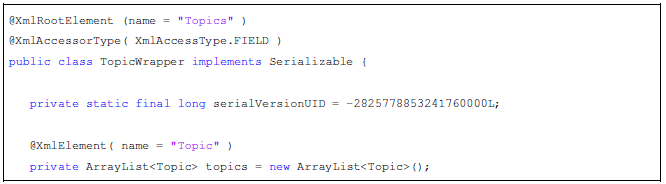 @XmlRootElement (name = "Topics" )
@XmlAccessorType( XmlAccessType.FIELD )
public class TopicWrapper implements Serializable {
private static final long serialVersionUID = -2825778853241760000L;
@XmlElement( name = "Topic" )
private ArrayList<Topic> topics = new ArrayList<Topic>();